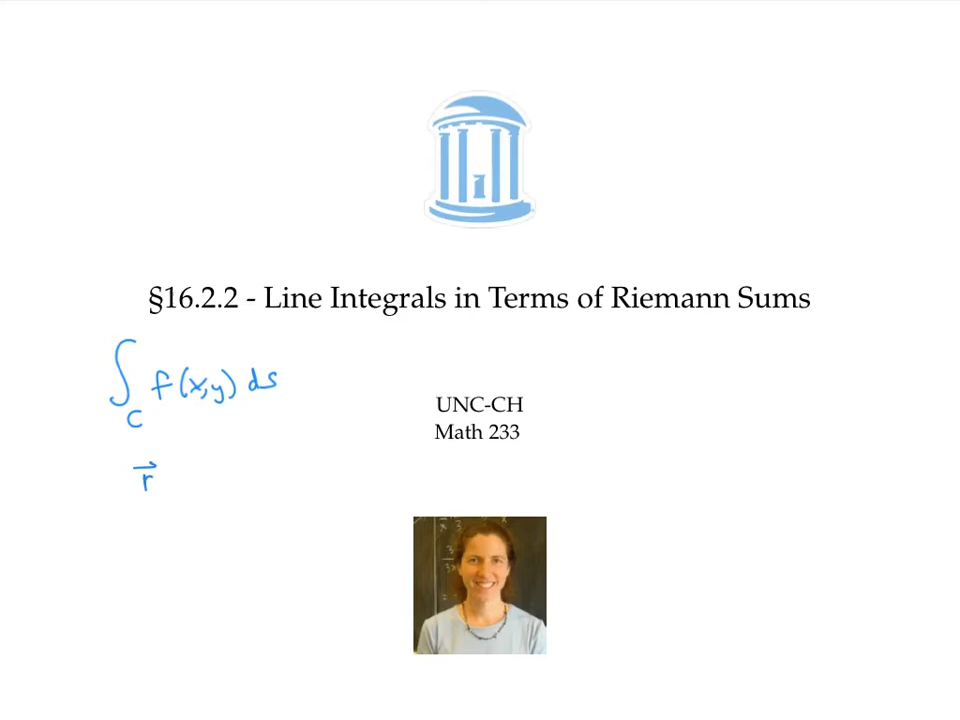 §16.2.2 - Line Integrals in Terms of Riemann Sums
∫_C f(x,y) ds
UNC-CH
Math 233
r⃗